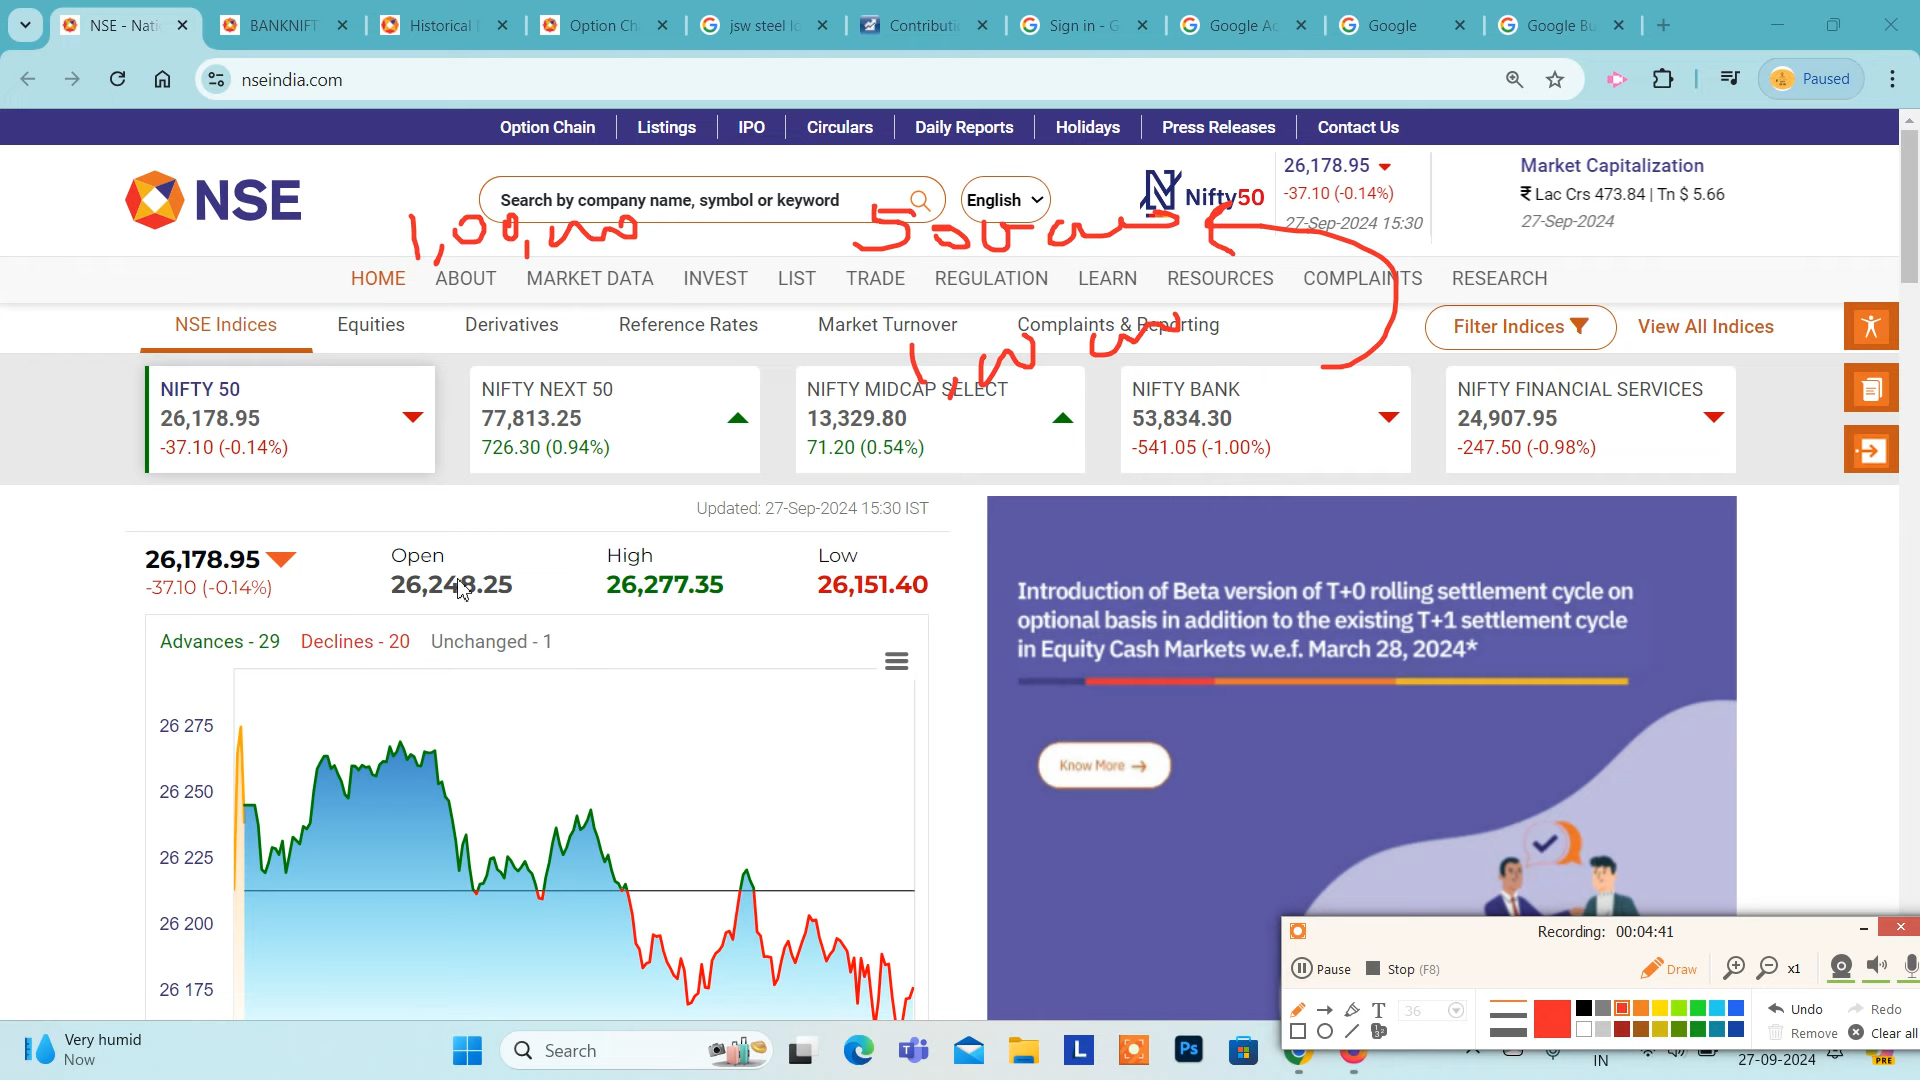 NSE - Nati
BANKNIFT
Historical
Option Ch
jsw steel lo
Contributi
Sign in - G
Google Ac
Google
Google Bu
nseindia.com
Paused
Option Chain
Listings
IPO
Circulars
Daily Reports
Holidays
Press Releases
Contact Us
NSE
Search by company name, symbol or keyword
English
Nifty50
26,178.95
-37.10 (-0.14%)
27-Sep-2024 15:30
Market Capitalization
₹ Lac Crs 473.84 | Tn $ 5.66
27-Sep-2024
HOME
ABOUT
MARKET DATA
INVEST
LIST
TRADE
REGULATION
LEARN
RESOURCES
COMPLAINTS
RESEARCH
NSE Indices
Equities
Derivatives
Reference Rates
Market Turnover
Complaints & Reporting
Filter Indices
View All Indices
NIFTY 50
26,178.95
-37.10 (-0.14%)
NIFTY NEXT 50
77,813.25
726.30 (0.94%)
NIFTY MIDCAP SELECT
13,329.80
71.20 (0.54%)
NIFTY BANK
53,834.30
-541.05 (-1.00%)
NIFTY FINANCIAL SERVICES
24,907.95
-247.50 (-0.98%)
Updated: 27-Sep-2024 15:30 IST
26,178.95
-37.10 (-0.14%)
Open
26,248.25
High
26,277.35
Low
26,151.40
Advances - 29
Declines - 20
Unchanged - 1
26 275
26 250
26 225
26 200
26 175
Introduction of Beta version of T+0 rolling settlement cycle on
optional basis in addition to the existing T+1 settlement cycle
in Equity Cash Markets w.e.f. March 28, 2024*
Know More
Recording: 00:04:41
Pause
Stop (F8)
Draw
x1
T
36
Undo
Redo
Remove
Clear all
Very humid
Now
Search
L
Ps
IN
27-09-2024
PRE